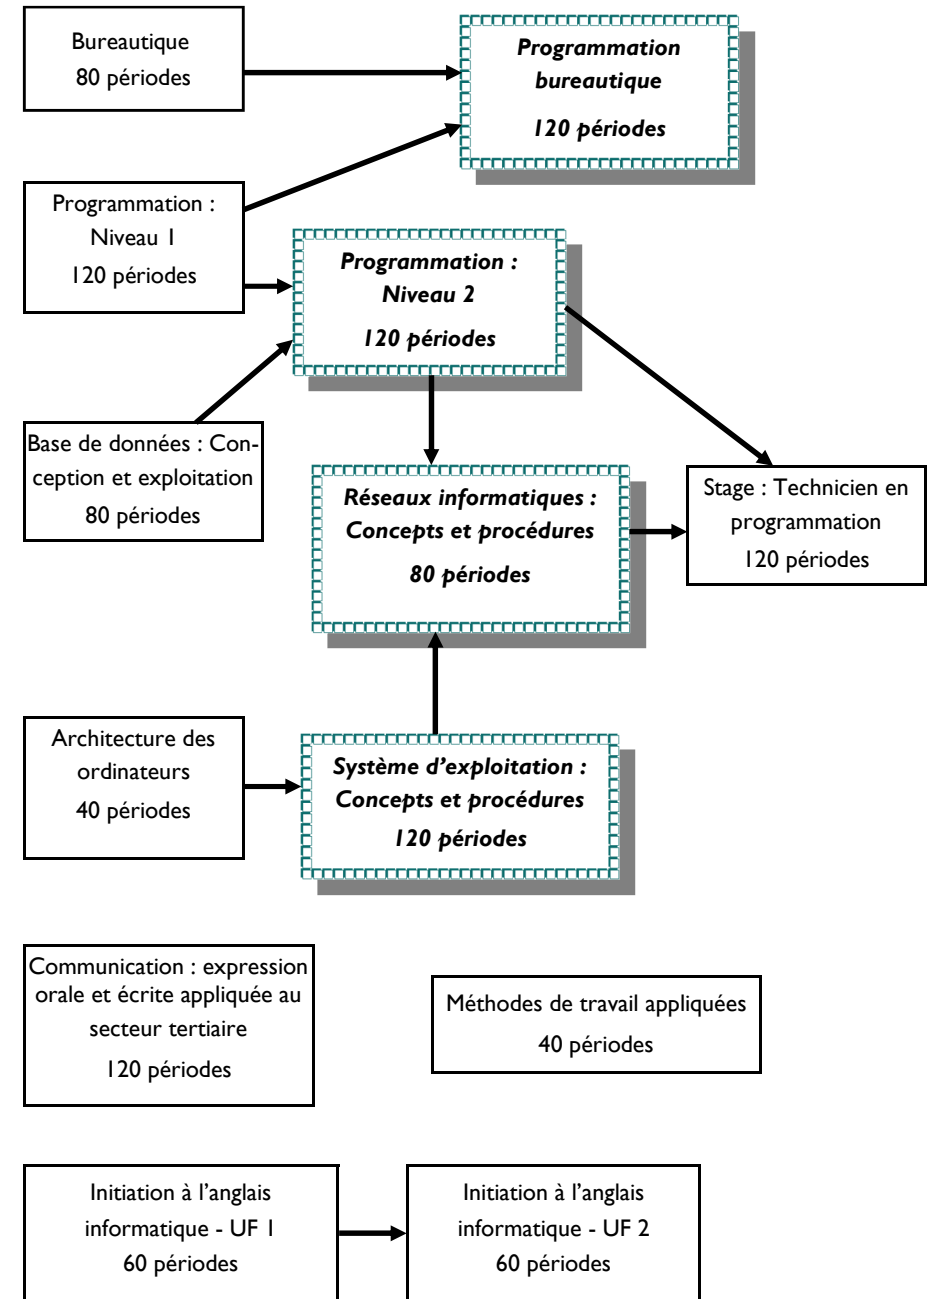 Bureautique
80 périodes
Programmation
bureautique
120 périodes
Programmation :
Niveau 1
120 périodes
Programmation :
Niveau 2
120 périodes
Base de données : Con-
ception et exploitation
80 périodes
Réseaux informatiques :
Concepts et procédures
80 périodes
Stage : Technicien en
programmation
120 périodes
Architecture des
ordinateurs
40 périodes
Système d’exploitation :
Concepts et procédures
120 périodes
Communication : expression
orale et écrite appliquée au
secteur tertiaire
120 périodes
Méthodes de travail appliquées
40 périodes
Initiation à l’anglais
informatique - UF 1
60 périodes
Initiation à l’anglais
informatique - UF 2
60 périodes